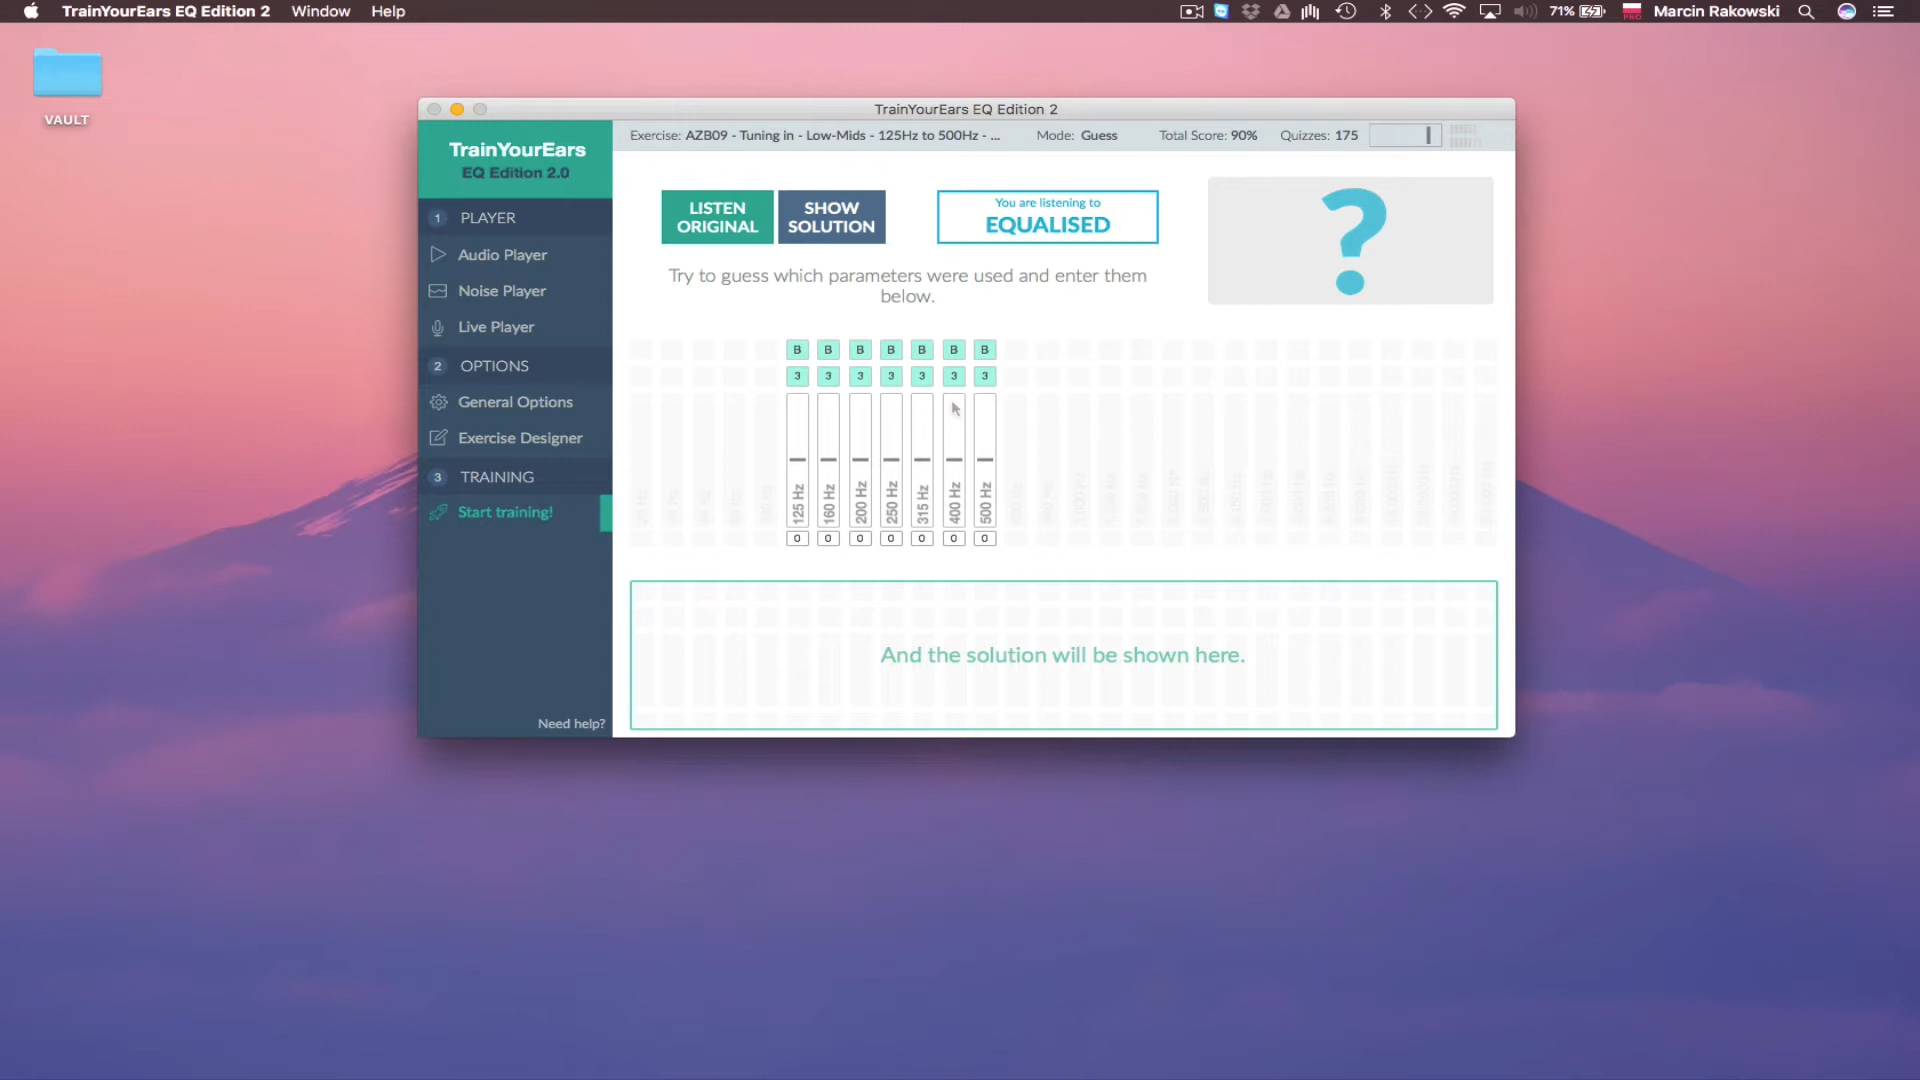 TrainYourEars EQ Edition 2 Window Help 71% Marcin Rakowski
VAULT
TrainYourEars EQ Edition 2
TrainYourEars
EQ Edition 2.0
Exercise: AZB09 - Tuning in - Low-Mids - 125Hz to 500Hz - ... Mode: Guess Total Score: 90% Quizzes: 175
1 PLAYER
Audio Player
Noise Player
Live Player
2 OPTIONS
General Options
Exercise Designer
3 TRAINING
Start training!
Need help?
LISTEN
ORIGINAL
SHOW
SOLUTION
You are listening to
EQUALISED
?
Try to guess which parameters were used and enter them
below.
B B B B B B B
3 3 3 3 3 3 3
125 Hz 160 Hz 200 Hz 250 Hz 315 Hz 400 Hz 500 Hz
0 0 0 0 0 0 0
And the solution will be shown here.